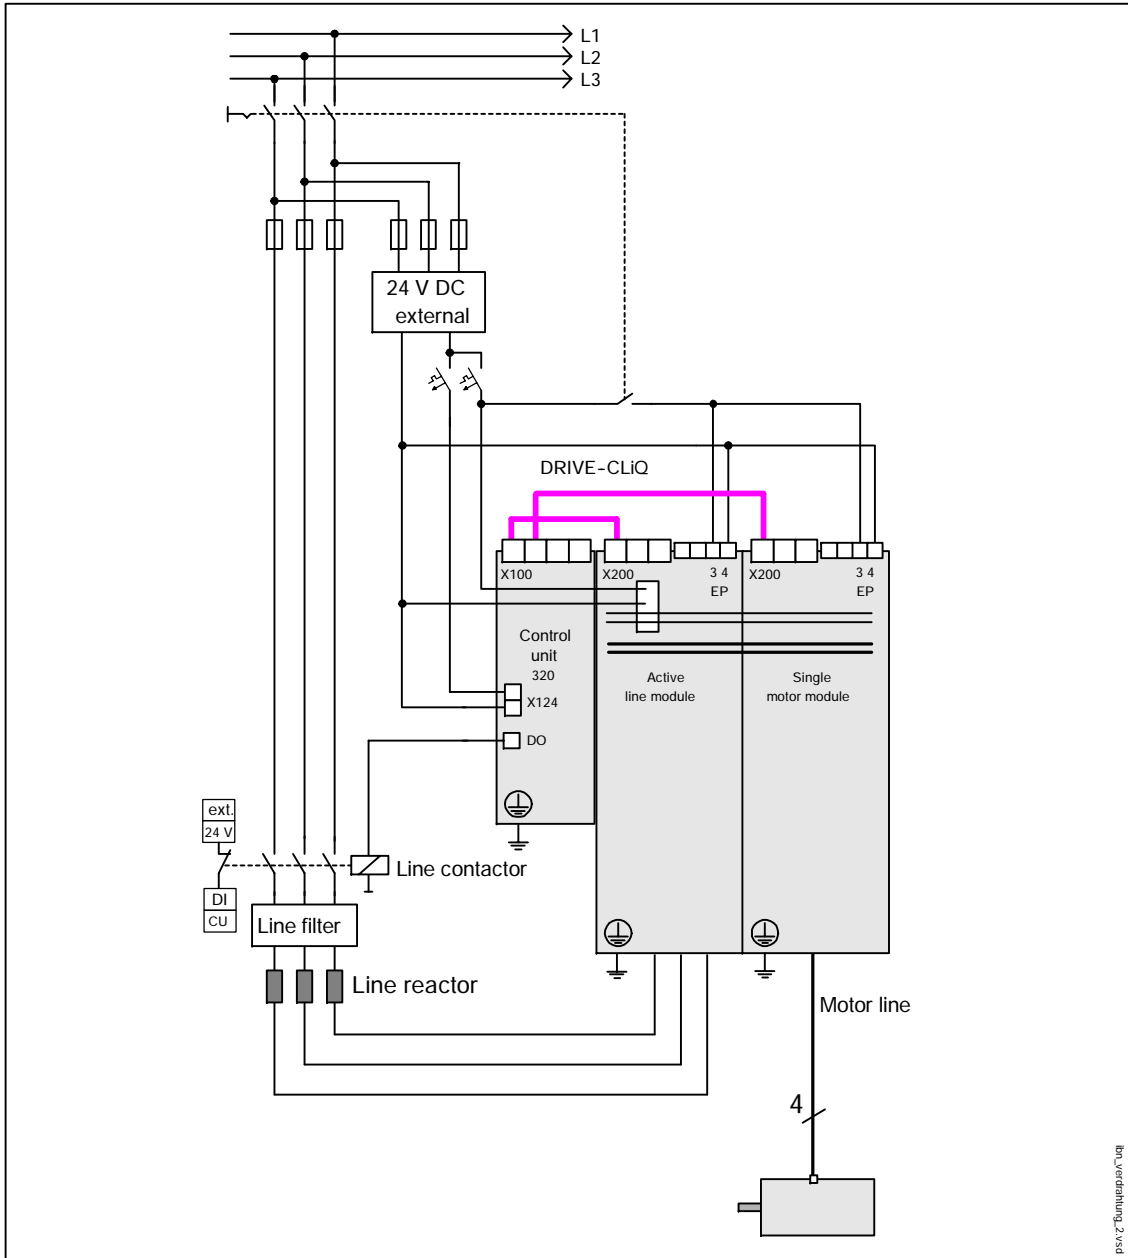 L1
L2
L3
24 V DC
external
DRIVE-CLiQ
X100
X200
3 4
EP
X200
3 4
EP
Control
unit
320
X124
DO
Active
line module
Single
motor module
ext.
24 V
DI
CU
Line contactor
Line filter
Line reactor
Motor line
4
ibn_verdrahtung_2.vsd